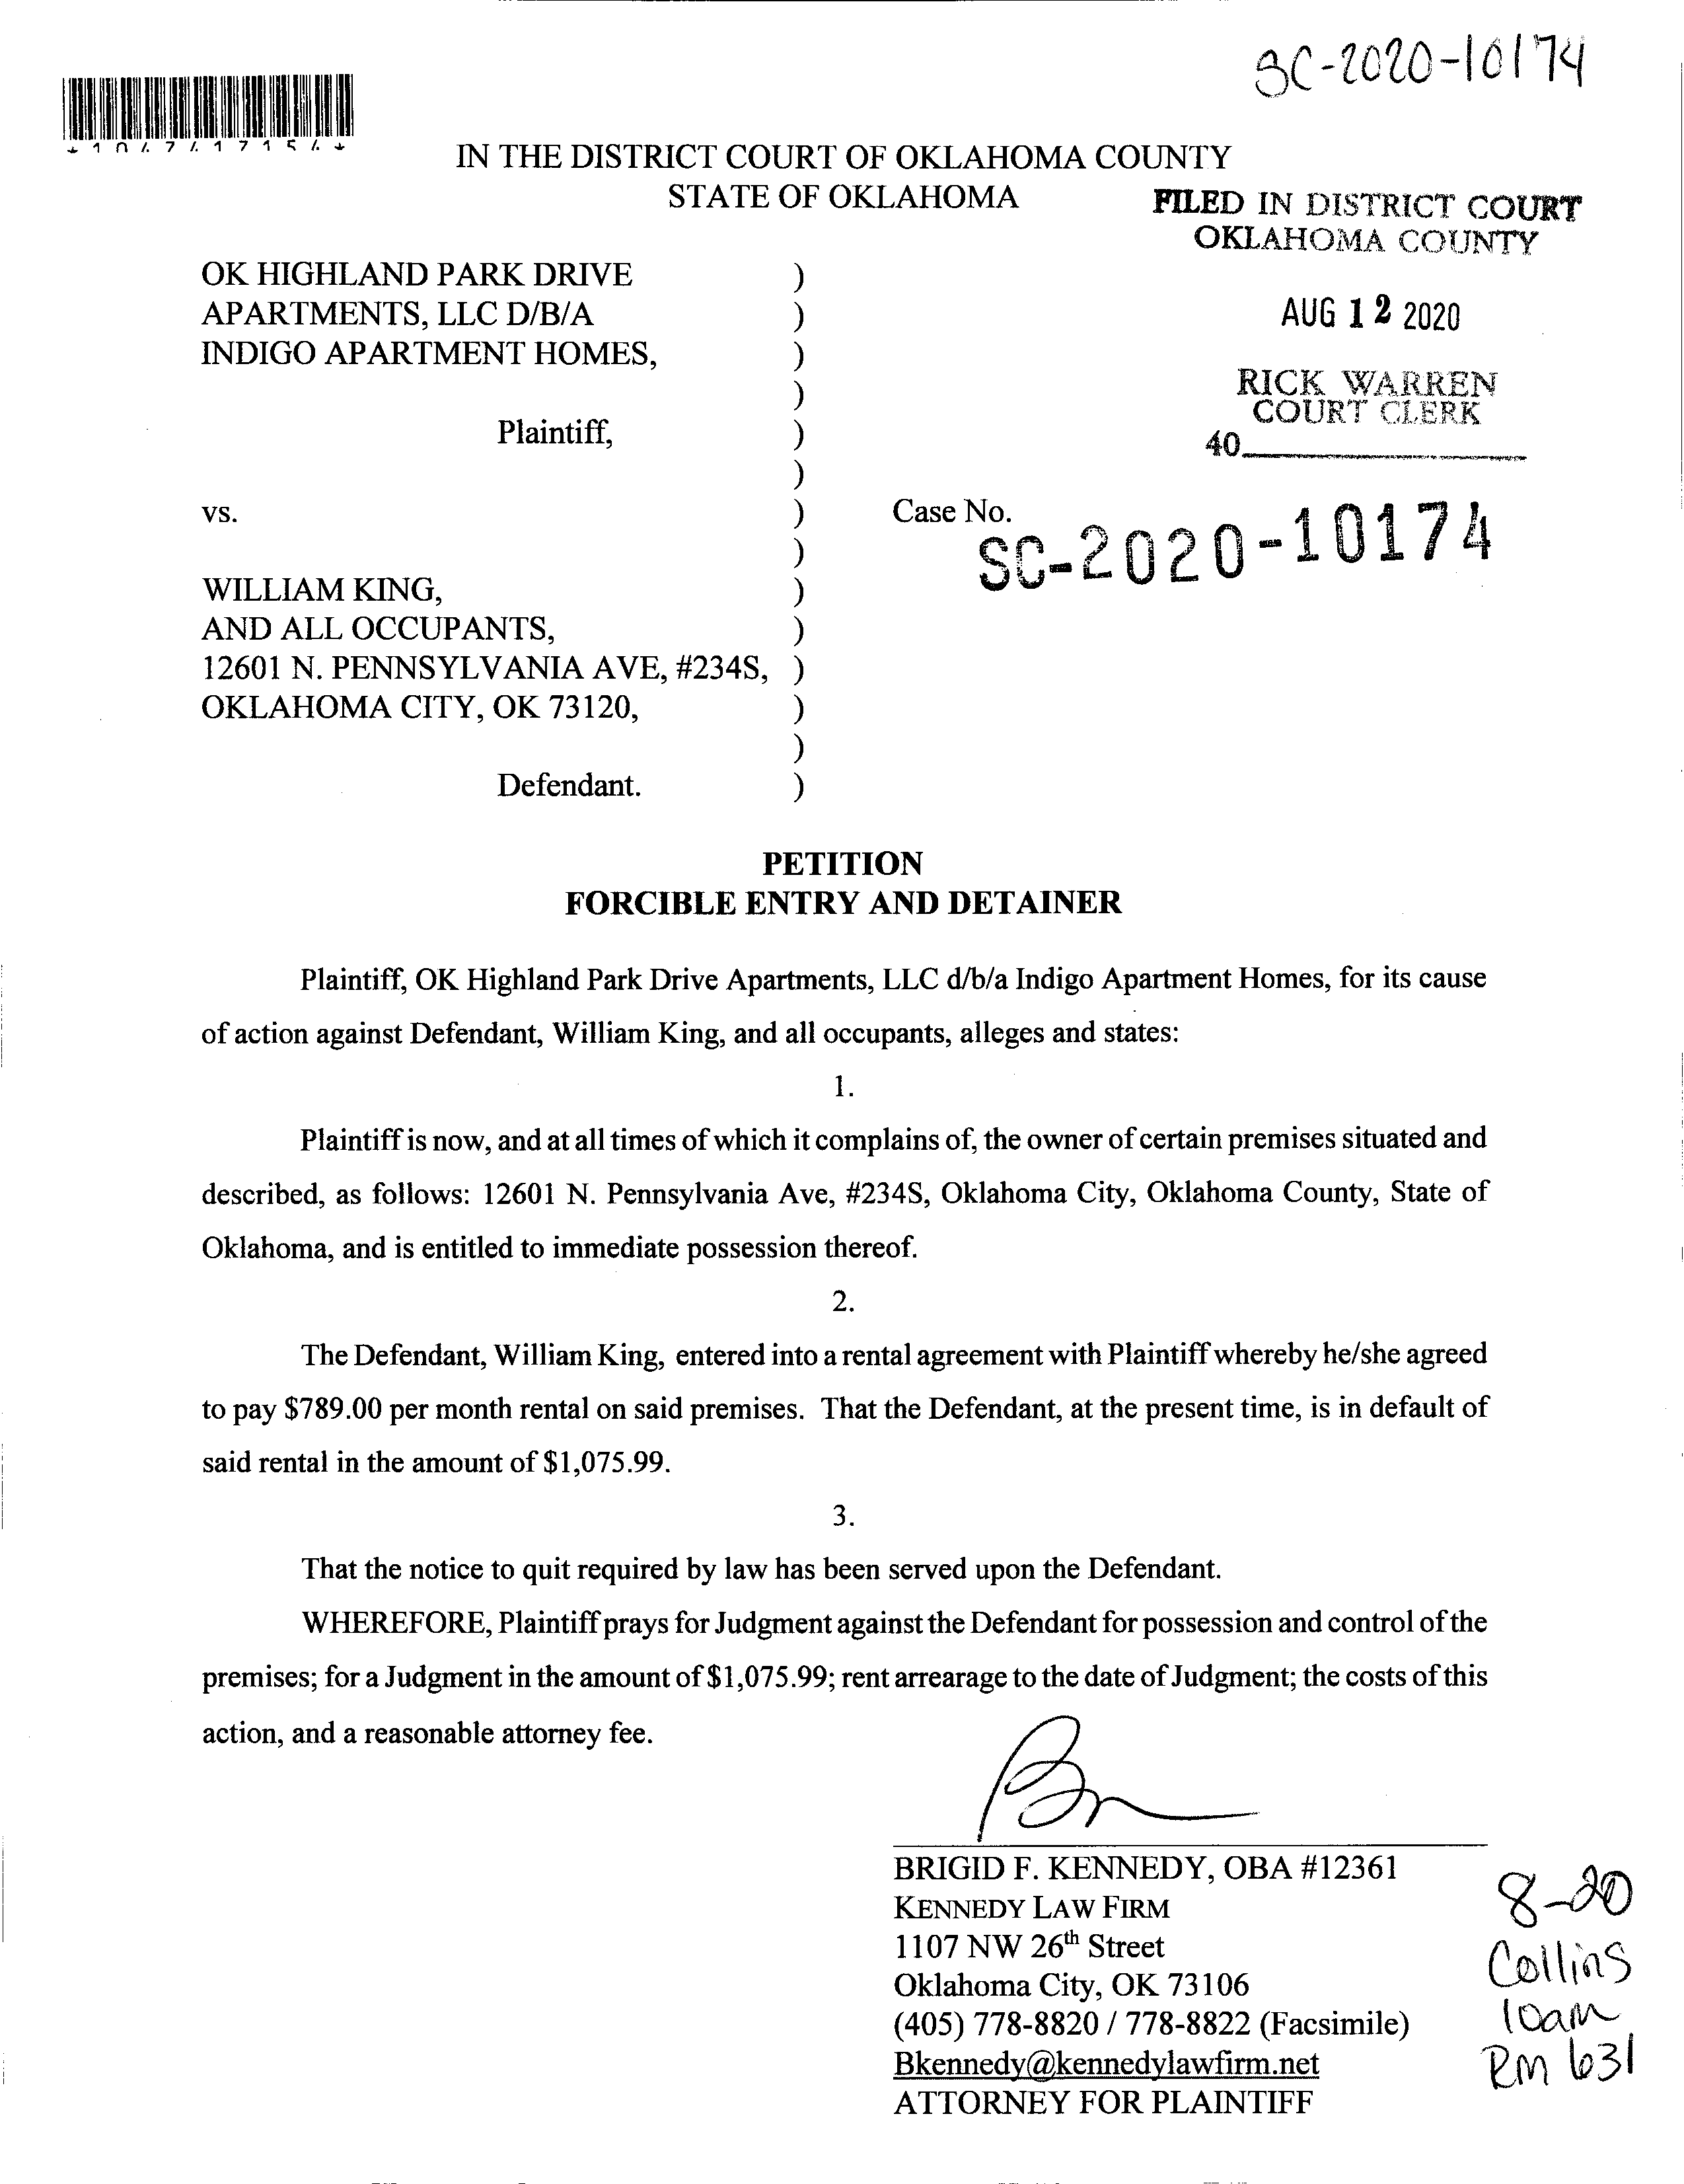 SC-2020-10174
*1047417154*
IN THE DISTRICT COURT OF OKLAHOMA COUNTY
STATE OF OKLAHOMA
FILED IN DISTRICT COURT
OKLAHOMA COUNTY
OK HIGHLAND PARK DRIVE )
APARTMENTS, LLC D/B/A )
AUG 12 2020
INDIGO APARTMENT HOMES, )
)
RICK WARREN
COURT CLERK
Plaintiff, )
40
)
vs. ) Case No.
SC-2020-10174
)
WILLIAM KING, )
AND ALL OCCUPANTS, )
12601 N. PENNSYLVANIA AVE, #234S, )
OKLAHOMA CITY, OK 73120, )
)
Defendant. )
PETITION
FORCIBLE ENTRY AND DETAINER
Plaintiff, OK Highland Park Drive Apartments, LLC d/b/a Indigo Apartment Homes, for its cause
of action against Defendant, William King, and all occupants, alleges and states:
1.
Plaintiff is now, and at all times of which it complains of, the owner of certain premises situated and
described, as follows: 12601 N. Pennsylvania Ave, #234S, Oklahoma City, Oklahoma County, State of
Oklahoma, and is entitled to immediate possession thereof.
2.
The Defendant, William King, entered into a rental agreement with Plaintiff whereby he/she agreed
to pay $789.00 per month rental on said premises. That the Defendant, at the present time, is in default of
said rental in the amount of $1,075.99.
3.
That the notice to quit required by law has been served upon the Defendant.
WHEREFORE, Plaintiff prays for Judgment against the Defendant for possession and control of the
premises; for a Judgment in the amount of $1,075.99; rent arrearage to the date of Judgment; the costs of this
action, and a reasonable attorney fee.
BRIGID F. KENNEDY, OBA #12361
KENNEDY LAW FIRM
1107 NW 26th Street
Oklahoma City, OK 73106
(405) 778-8820 / 778-8822 (Facsimile)
Bkennedy@kennedylawfirm.net
ATTORNEY FOR PLAINTIFF
8-20
Collins
10am
RM 631